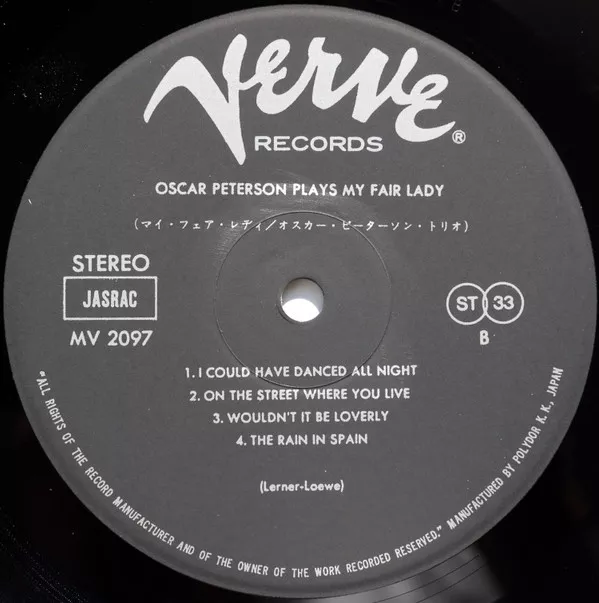 Verve
RECORDS ®
OSCAR PETERSON PLAYS MY FAIR LADY
(マイ・フェア・レディ／オスカー・ピーターソン・トリオ)
STEREO
JASRAC
MV 2097
ST 33
B
1. I COULD HAVE DANCED ALL NIGHT
2. ON THE STREET WHERE YOU LIVE
3. WOULDN'T IT BE LOVERLY
4. THE RAIN IN SPAIN
(Lerner-Loewe)
"ALL RIGHTS OF THE RECORD MANUFACTURER AND OF THE OWNER OF THE WORK RECORDED RESERVED." MANUFACTURED BY POLYDOR K. K., JAPAN